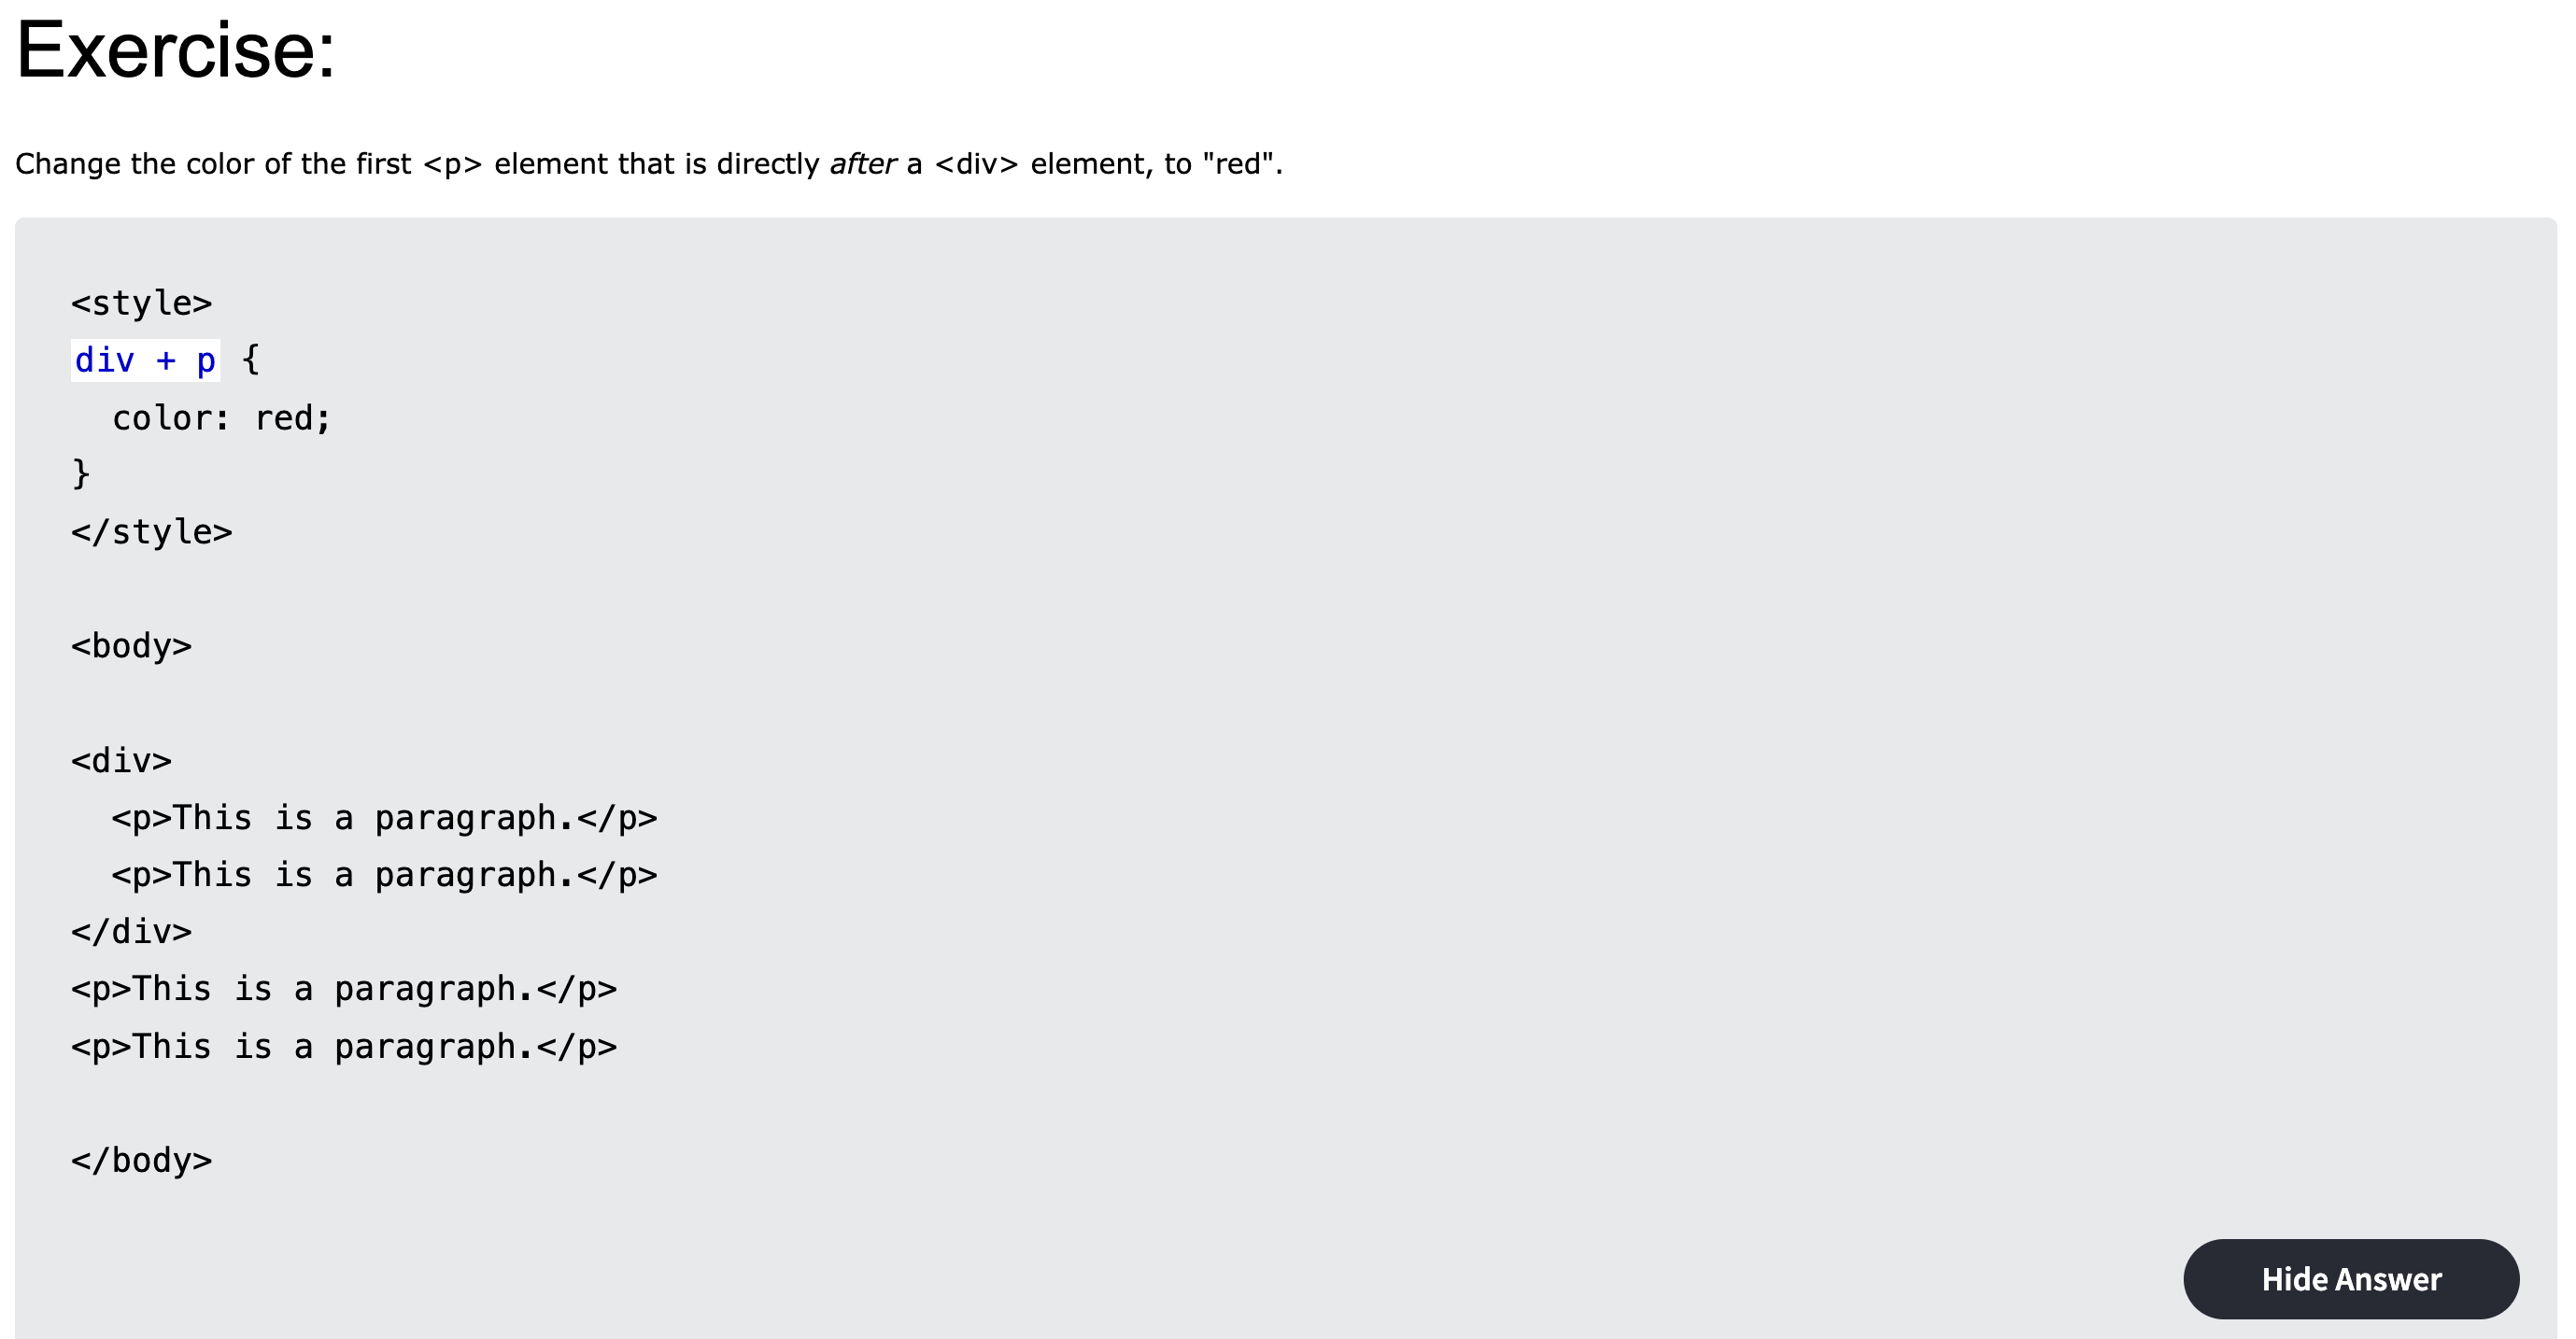 Exercise:
Change the color of the first <p> element that is directly after a <div> element, to "red".
<style>
div + p {
  color: red;
}
</style>
<body>
<div>
  <p>This is a paragraph.</p>
  <p>This is a paragraph.</p>
</div>
<p>This is a paragraph.</p>
<p>This is a paragraph.</p>
</body>
Hide Answer